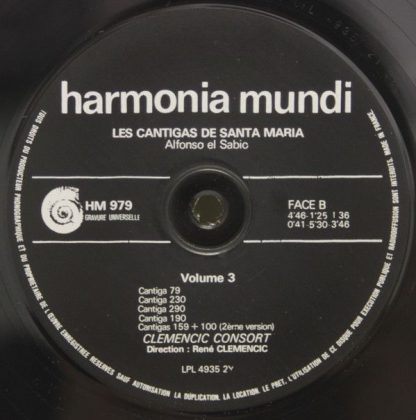 harmonia mundi
LES CANTIGAS DE SANTA MARIA
Alfonso el Sabic
HM 979
GRAVURE UNIVERSELLE
FACE B
4'46-1'25 1'36
0'41-5'30-3'46
Volume 3
Cantiga 79
Cantiga 230
Cantiga 290
Cantiga 190
Cantigas 159 + 100 (2ème version)
CLEMENCIC CONSORT
Direction : René CLEMENCIC
LPL 4935 2Y
TOUS DROITS DU PRODUCTEUR PHONOGRAPHIQUE ET DU PROPRIETAIRE DE L'ŒUVRE ENREGISTREE RESERVES SAUF AUTORISATION. LA DUPLICATION, LA LOCATION, LE PRET, L'UTILISATION DE CE DISQUE POUR EXECUTION PUBLIQUE ET RADIODIFFUSION SONT INTERDITS. MADE IN FRANCE.